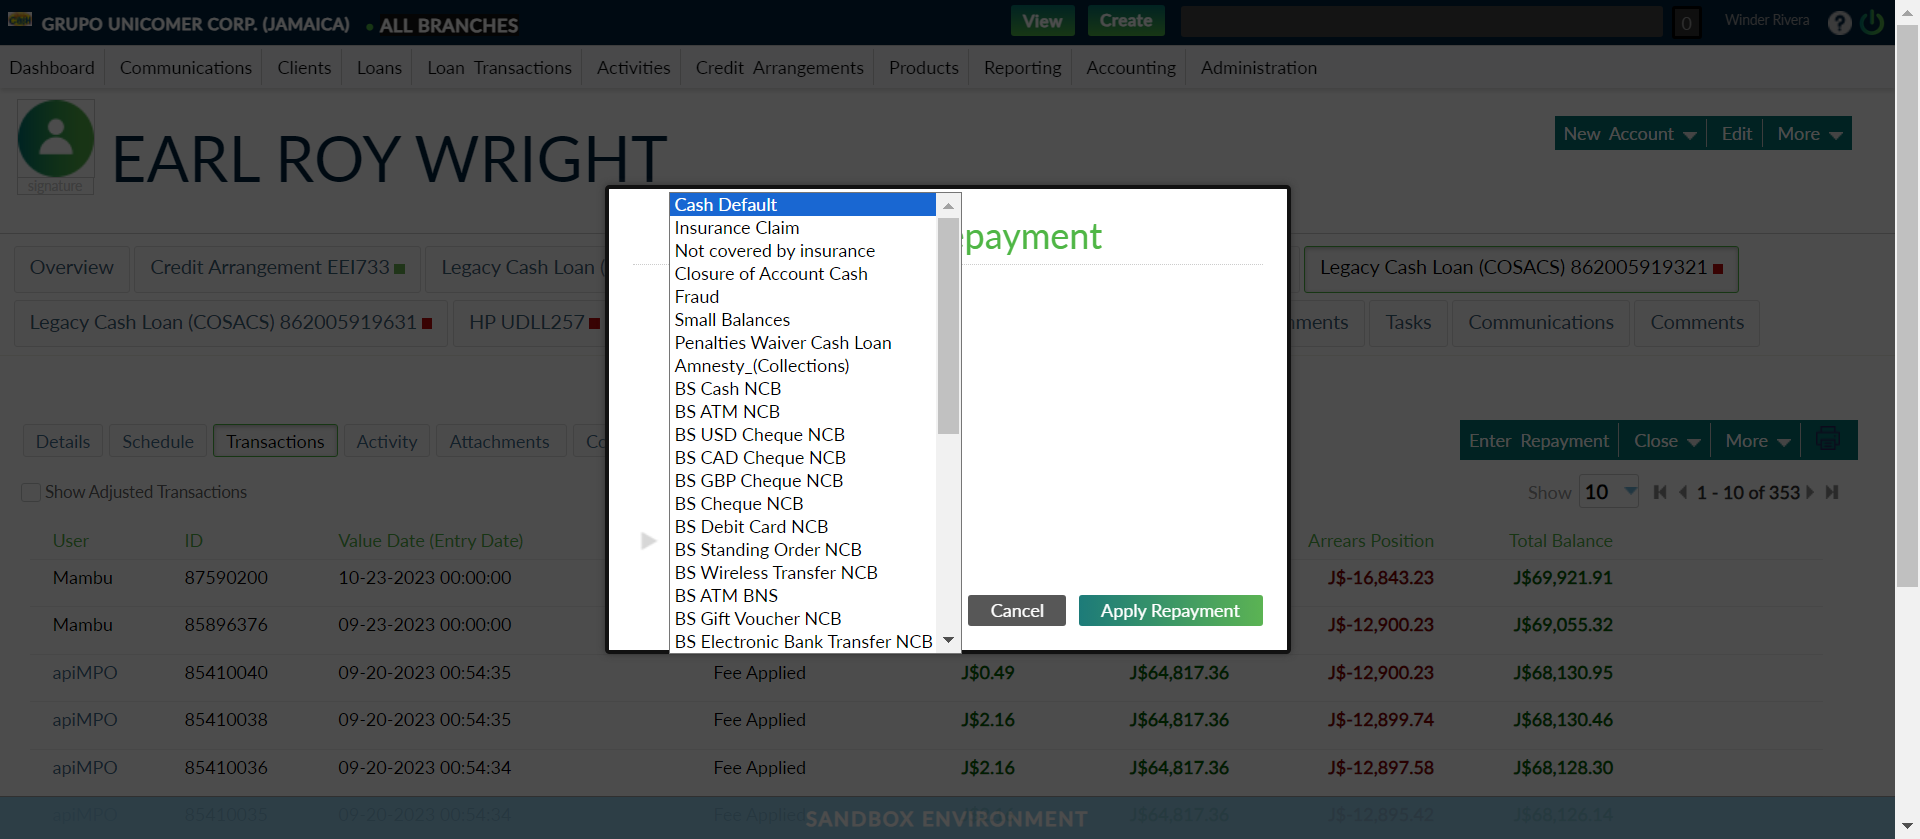 GRUPO UNICOMER CORP. (JAMAICA) • ALL BRANCHES View Create 0 Winder Rivera ?
Dashboard Communications Clients Loans Loan Transactions Activities Credit Arrangements Products Reporting Accounting Administration
signature
EARL ROY WRIGHT
New Account Edit More
epayment
Overview Credit Arrangement EEI733 Legacy Cash Loan ( Legacy Cash Loan (COSACS) 862005919321
Legacy Cash Loan (COSACS) 862005919631 HP UDLL257 Tasks Communications Comments
Cash Default
Insurance Claim
Not covered by insurance
Closure of Account Cash
Fraud
Small Balances
Penalties Waiver Cash Loan
Amnesty_(Collections)
BS Cash NCB
BS ATM NCB
BS USD Cheque NCB
BS CAD Cheque NCB
BS GBP Cheque NCB
BS Cheque NCB
BS Debit Card NCB
BS Standing Order NCB
BS Wireless Transfer NCB
BS ATM BNS
BS Gift Voucher NCB
BS Electronic Bank Transfer NCB
Cancel Apply Repayment
Details Schedule Transactions Activity Attachments Co
Enter Repayment Close More
Show Adjusted Transactions
Show 10 1 - 10 of 353
User ID Value Date (Entry Date) Arrears Position Total Balance
Mambu 87590200 10-23-2023 00:00:00 J$-16,843.23 J$69,921.91
Mambu 85896376 09-23-2023 00:00:00 J$-12,900.23 J$69,055.32
apiMPO 85410040 09-20-2023 00:54:35 Fee Applied J$0.49 J$64,817.36 J$-12,900.23 J$68,130.95
apiMPO 85410038 09-20-2023 00:54:35 Fee Applied J$2.16 J$64,817.36 J$-12,899.74 J$68,130.46
apiMPO 85410036 09-20-2023 00:54:34 Fee Applied J$2.16 J$64,817.36 J$-12,897.58 J$68,128.30
apiMPO 85410035 09-20-2023 00:54:34 J$64,817.36 J$-12,895.42 J$68,126.14
SANDBOX ENVIRONMENT